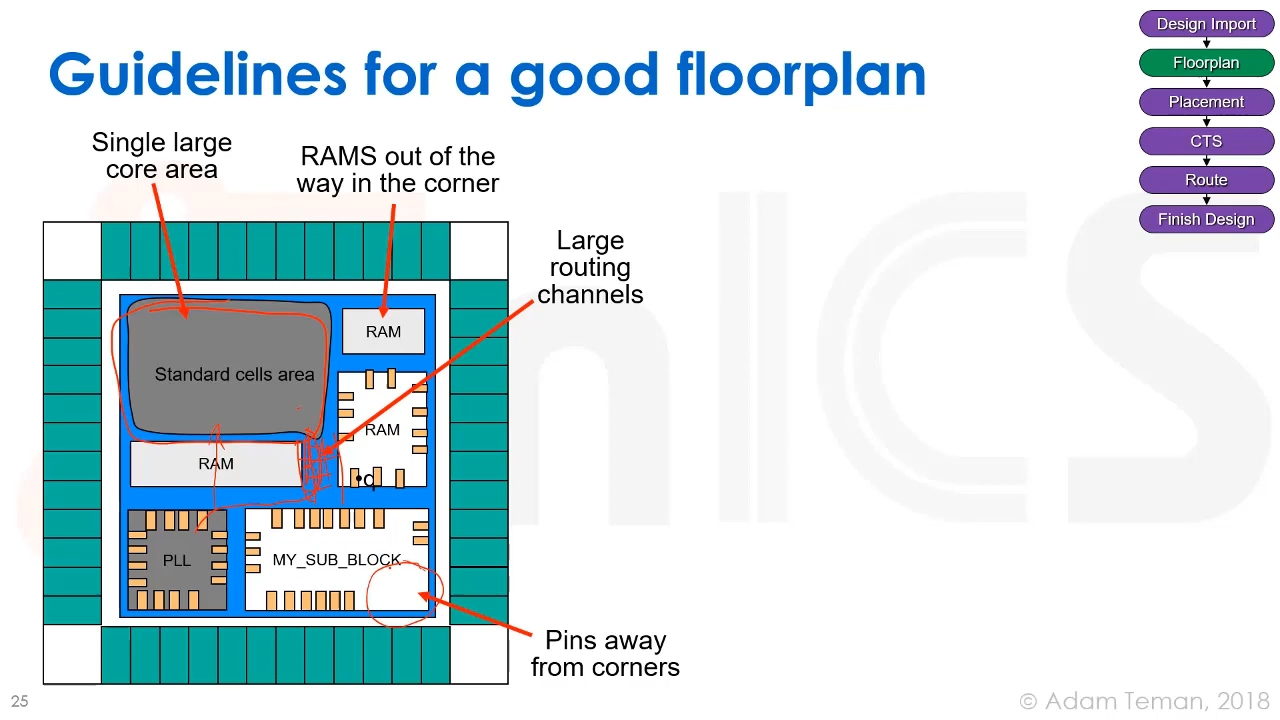 Guidelines for a good floorplan
Design Import
Floorplan
Placement
CTS
Route
Finish Design
Single large
core area
RAMS out of the
way in the corner
Large
routing
channels
RAM
Standard cells area
RAM
RAM
q
PLL
MY_SUB_BLOCK
Pins away
from corners
25
© Adam Teman, 2018